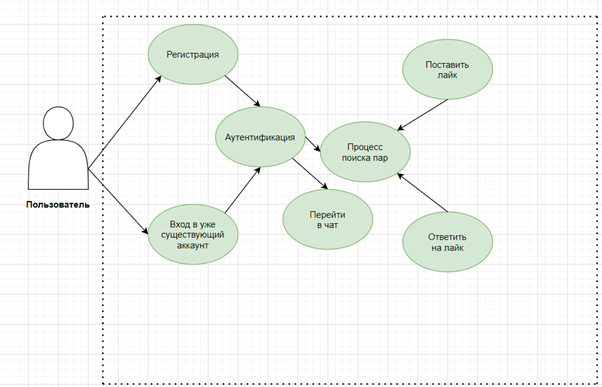 Регистрация
Поставить
лайк
Аутентификация
Процесс
поиска пар
Пользователь
Вход в уже
существующий
аккаунт
Перейти
в чат
Ответить
на лайк